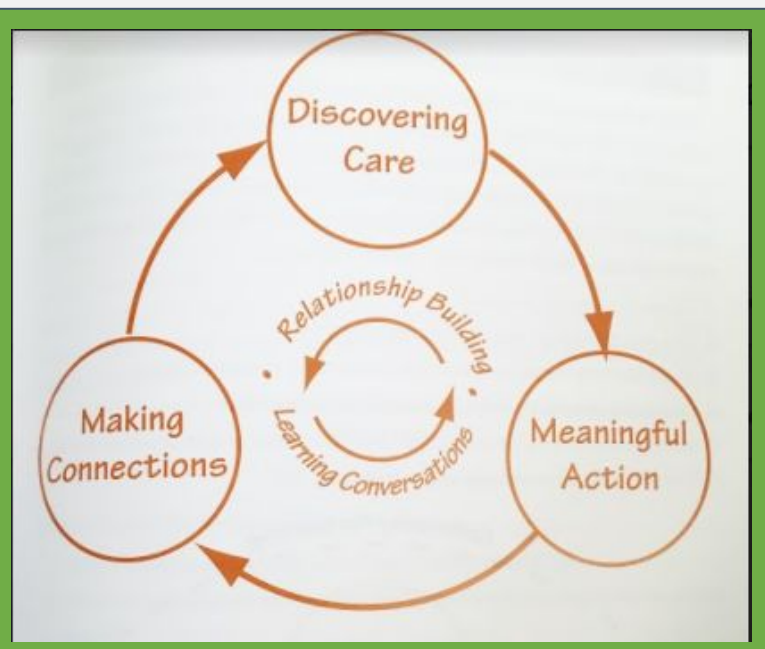 Discovering
Care
Relationship Building
Learning Conversations
Making
Connections
Meaningful
Action